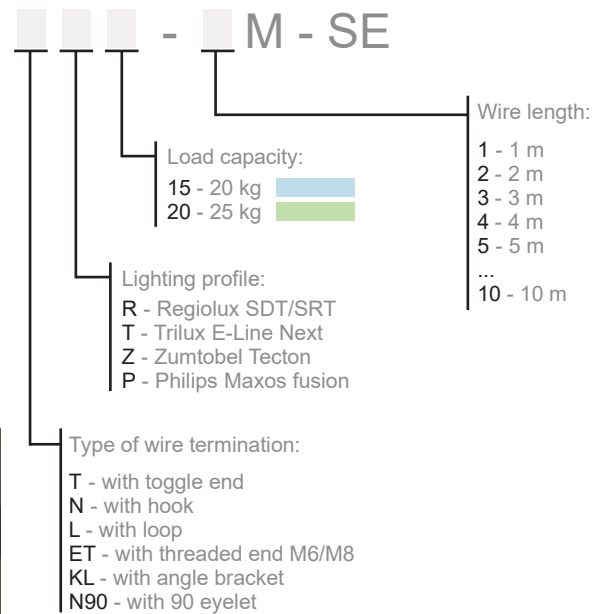 - M - SE
Wire length:
1 - 1 m
2 - 2 m
3 - 3 m
4 - 4 m
5 - 5 m
...
10 - 10 m
Load capacity:
15 - 20 kg
20 - 25 kg
Lighting profile:
R - Regiolux SDT/SRT
T - Trilux E-Line Next
Z - Zumtobel Tecton
P - Philips Maxos fusion
Type of wire termination:
T - with toggle end
N - with hook
L - with loop
ET - with threaded end M6/M8
KL - with angle bracket
N90 - with 90 eyelet